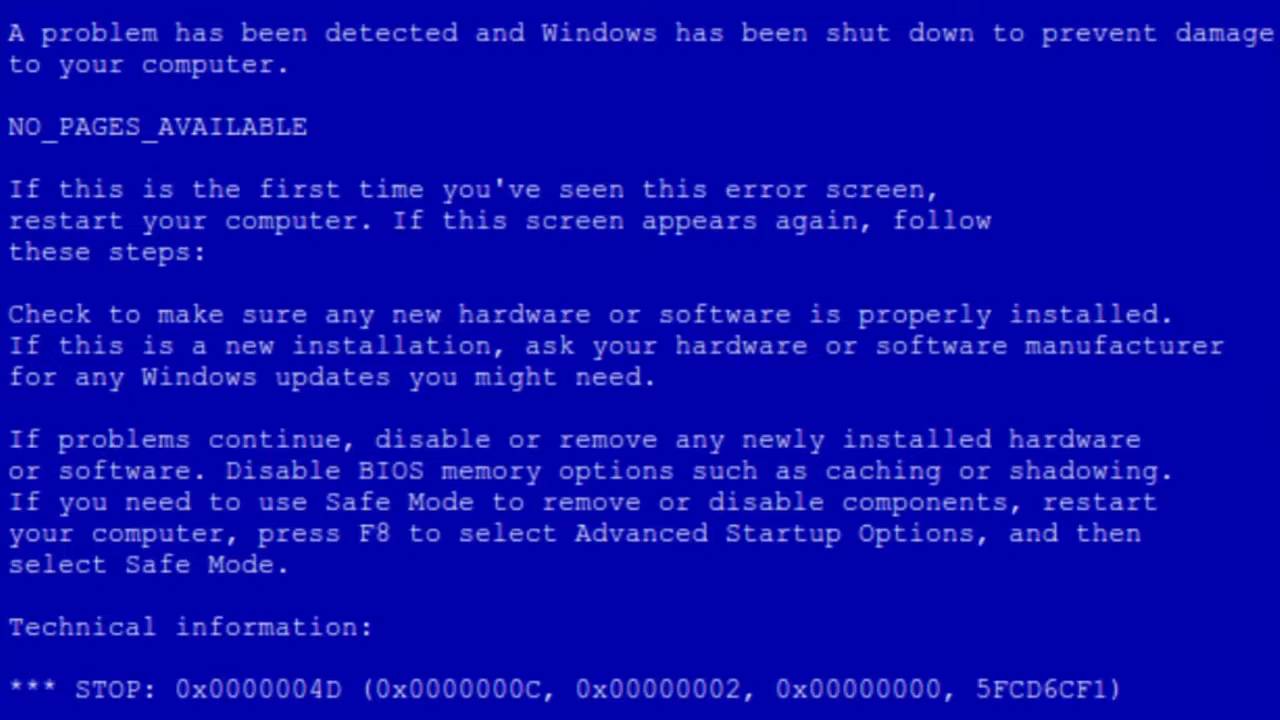 A problem has been detected and Windows has been shut down to prevent damage
to your computer.
NO_PAGES_AVAILABLE
If this is the first time you've seen this error screen,
restart your computer. If this screen appears again, follow
these steps:
Check to make sure any new hardware or software is properly installed.
If this is a new installation, ask your hardware or software manufacturer
for any Windows updates you might need.
If problems continue, disable or remove any newly installed hardware
or software. Disable BIOS memory options such as caching or shadowing.
If you need to use Safe Mode to remove or disable components, restart
your computer, press F8 to select Advanced Startup Options, and then
select Safe Mode.
Technical information:
*** STOP: 0x0000004D (0x0000000C, 0x00000002, 0x00000000, 5FCD6CF1)